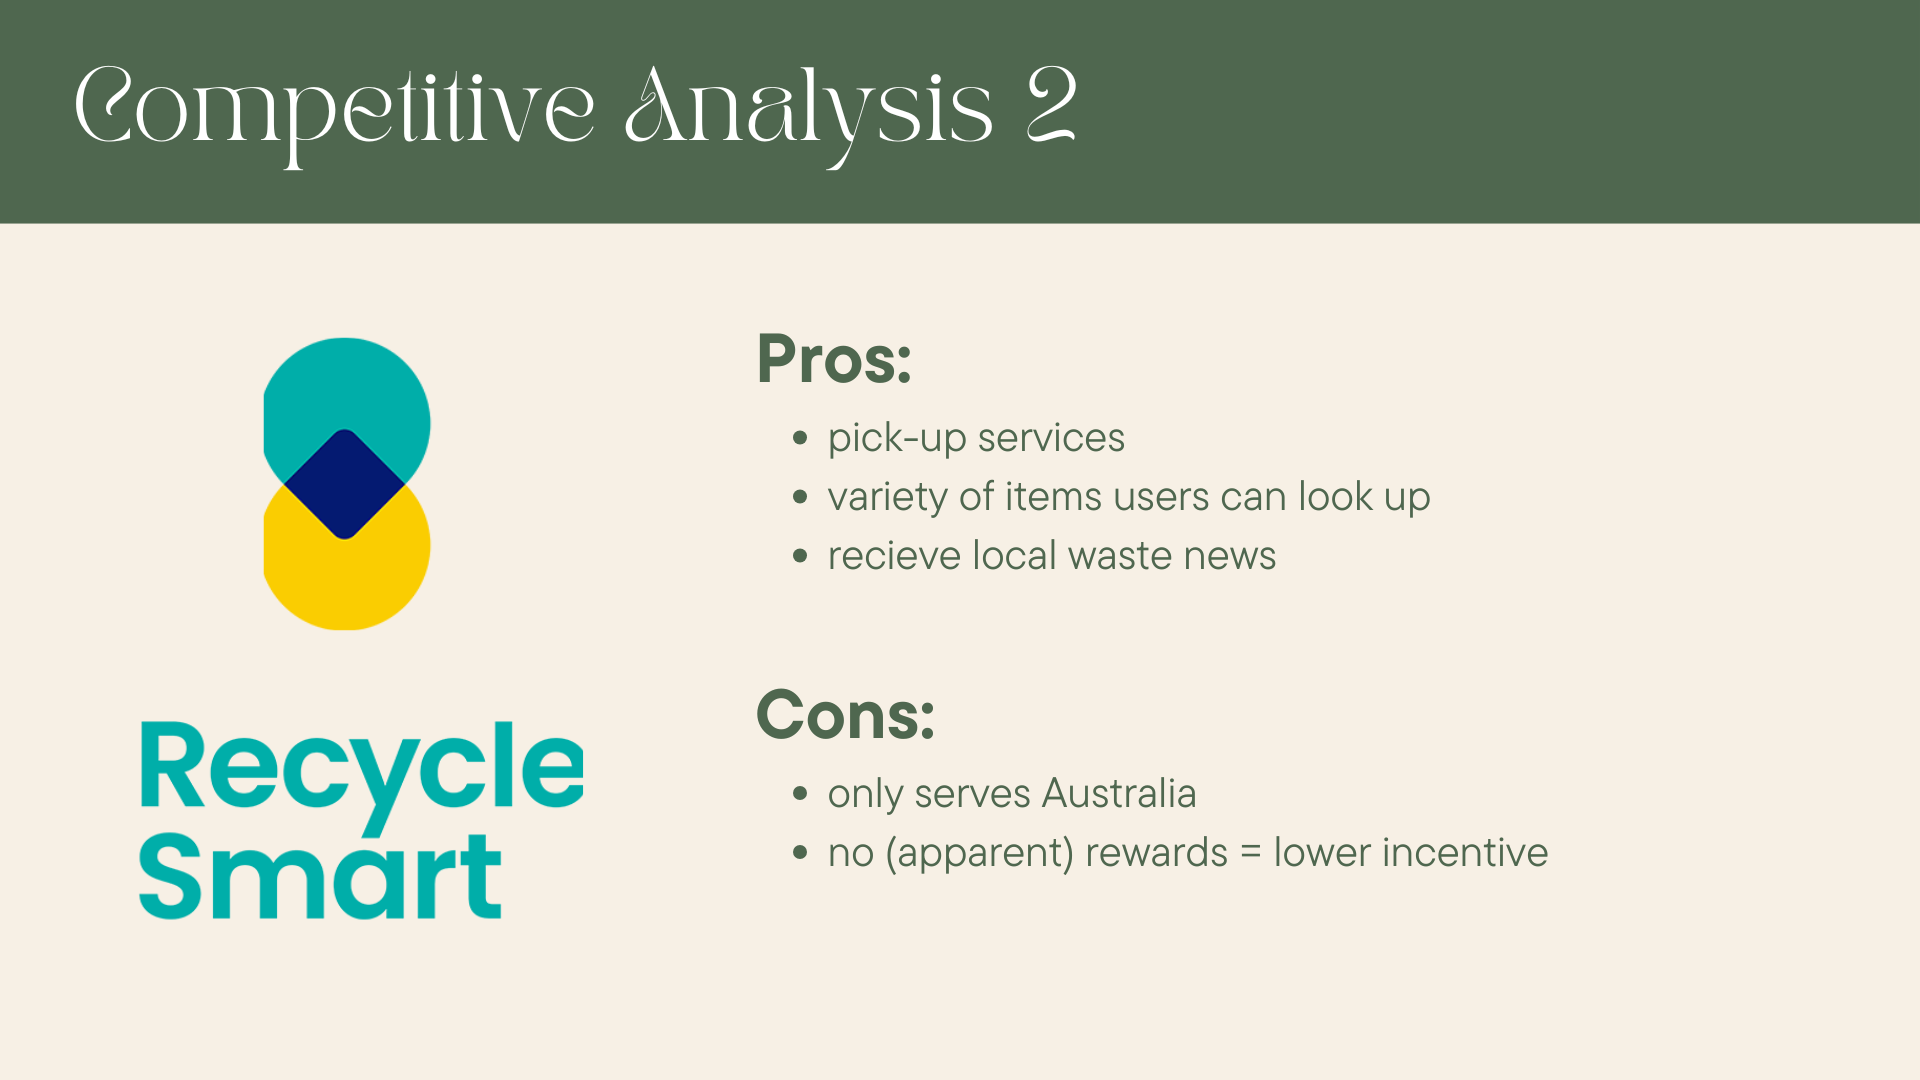 Competitive Analysis 2
Recycle
Smart
Pros:
• pick-up services
• variety of items users can look up
• recieve local waste news
Cons:
• only serves Australia
• no (apparent) rewards = lower incentive